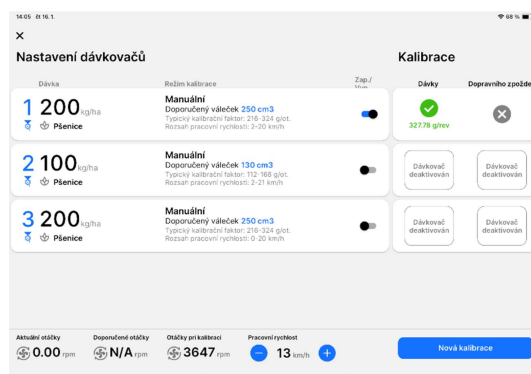 14:05 čt 16. 1.
68 %
Nastavení dávkovačů
Kalibrace
Dávka
Režim kalibrace
Zap./
Vyp.
Dávky
Dopravního zpožde
1 200 kg/ha
Pšenice
Manuální
Doporučený váleček 250 cm3
Typický kalibrační faktor: 216-324 g/ot.
Rozsah pracovní rychlosti: 2-20 km/h
327.78 g/rev
2 100 kg/ha
Pšenice
Manuální
Doporučený váleček 130 cm3
Typický kalibrační faktor: 112-168 g/ot.
Rozsah pracovní rychlosti: 2-21 km/h
Dávkovač
deaktivován
Dávkovač
deaktivován
3 200 kg/ha
Pšenice
Manuální
Doporučený váleček 250 cm3
Typický kalibrační faktor: 216-324 g/ot.
Rozsah pracovní rychlosti: 0-20 km/h
Dávkovač
deaktivován
Dávkovač
deaktivován
Aktuální otáčky
0.00 rpm
Doporučené otáčky
N/A rpm
Otáčky při kalibraci
3647 rpm
Pracovní rychlost
13 km/h
Nová kalibrace